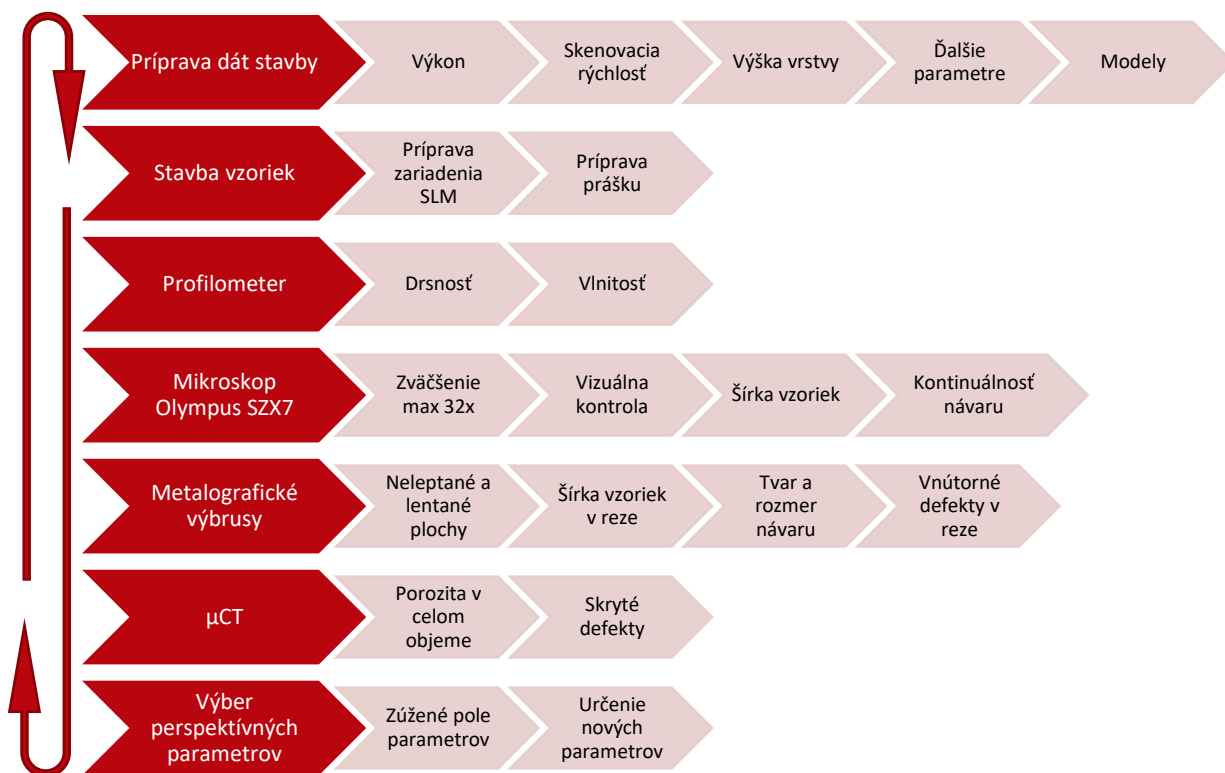 Príprava dát stavby
Výkon
Skenovacia
rýchlosť
Výška vrstvy
Ďalšie
parametre
Modely
Stavba vzoriek
Príprava
zariadenia
SLM
Príprava
prášku
Profilometer
Drsnosť
Vlnitosť
Mikroskop
Olympus SZX7
Zväčšenie
max 32x
Vizuálna
kontrola
Šírka vzoriek
Kontinuálnosť
návaru
Metalografické
výbrusy
Neleptané a
lentané
plochy
Šírka vzoriek
v reze
Tvar a
rozmer
návaru
Vnútorné
defekty v
reze
µCT
Porozita v
celom
objeme
Skryté
defekty
Výber
perspektívných
parametrov
Zúžené pole
parametrov
Určenie
nových
parametrov